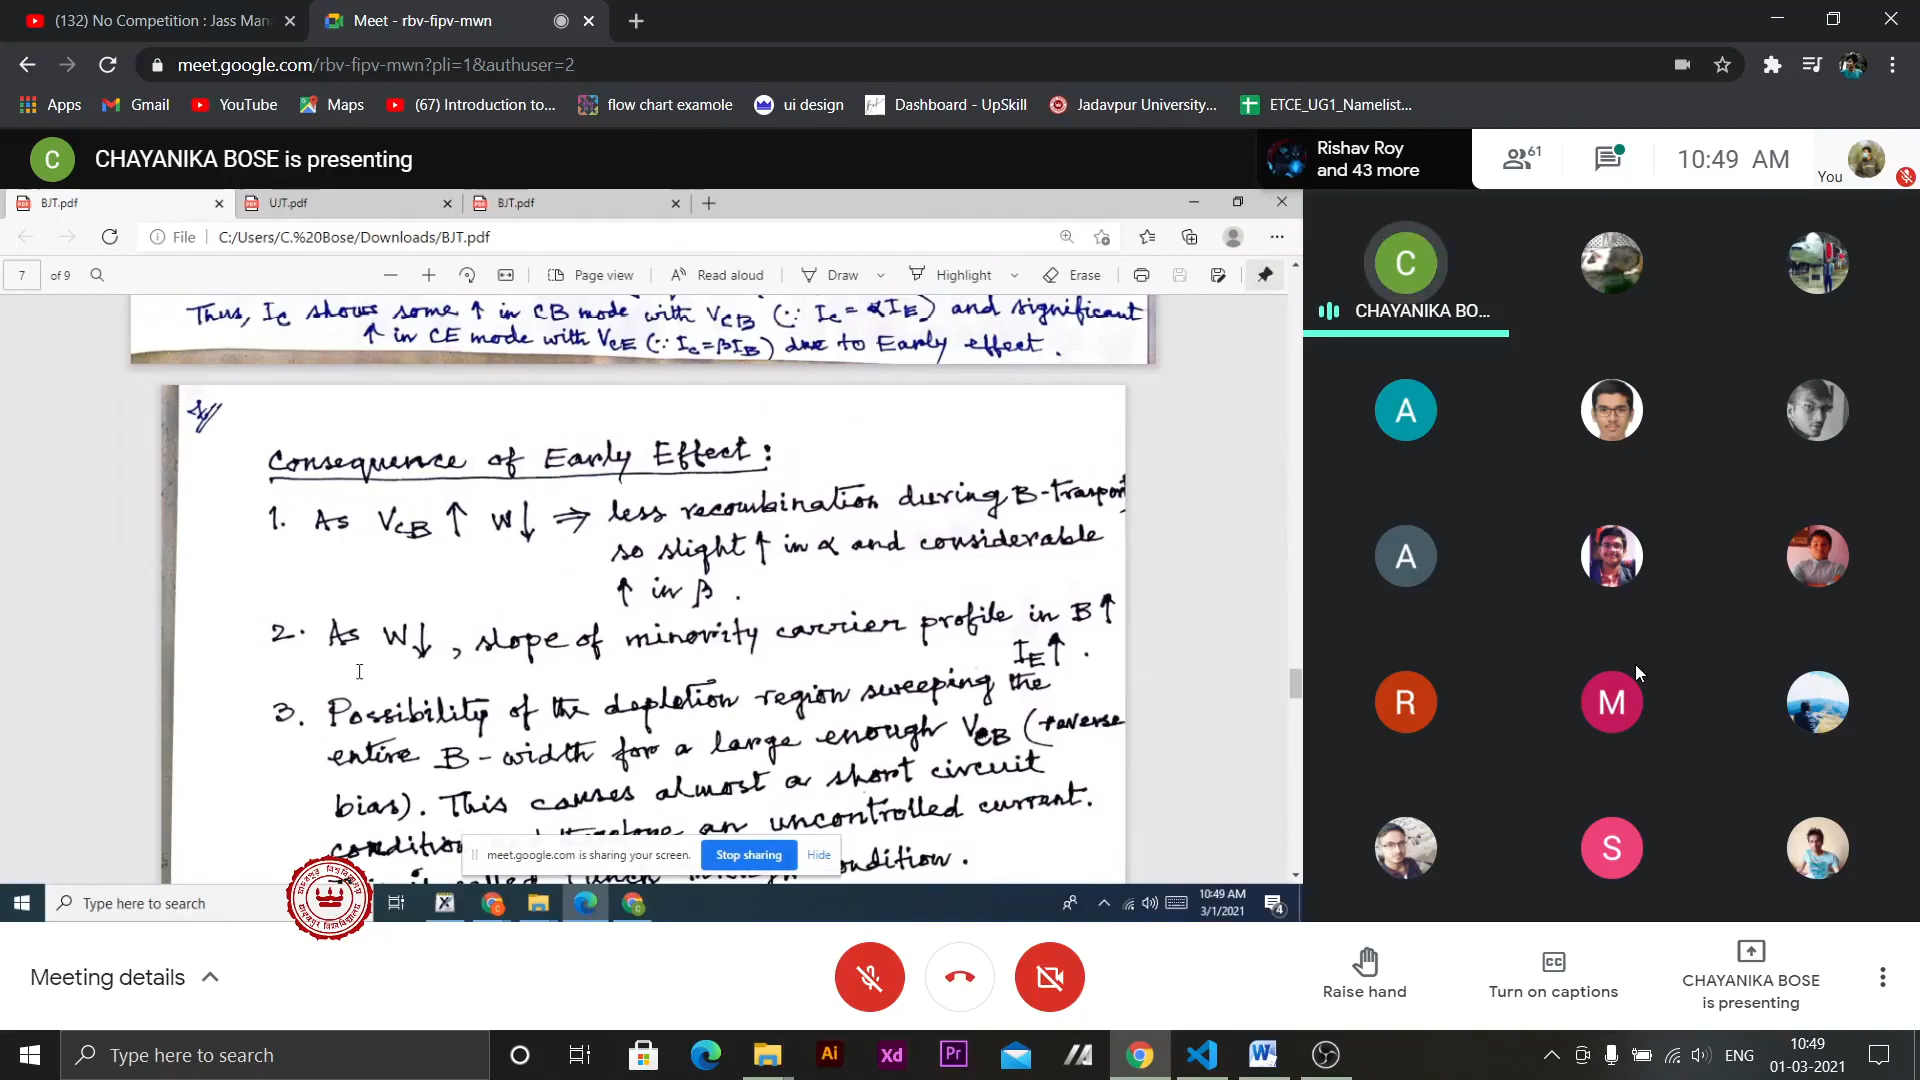 (132) No Competition : Jass Man
Meet - rbv-fipv-mwn
meet.google.com/rbv-fipv-mwn?pli=1&authuser=2
Apps
Gmail
YouTube
Maps
(67) Introduction to...
flow chart examole
ui design
Dashboard - UpSkill
Jadavpur University,...
ETCE_UG1_Namelist...
C
CHAYANIKA BOSE is presenting
Rishav Roy
and 43 more
61
10:49 AM
You
BJT.pdf
UJT.pdf
BJT.pdf
File
C:/Users/C.%20Bose/Downloads/BJT.pdf
7
of 9
Page view
Read aloud
Draw
Highlight
Erase
Thus, Ic shows some ↑ in CB mode with VCB (∵ Ic = αIE) and significant
↑ in CE mode with VCE (∵ Ic = βIB) due to Early effect.
Consequence of Early Effect :
1. As VCB ↑ W↓ ⇒ less recombination during B-trasport
so slight ↑ in α and considerable
↑ in β .
2. As W↓, slope of minority carrier profile in B↑
IE↑ .
3. Possibility of the depletion region sweeping the
entire B-width for a large enough VCB (reverse
bias). This causes almost a short circuit
condition an uncontrolled current.
condition.
meet.google.com is sharing your screen.
Stop sharing
Hide
Type here to search
10:49 AM
3/1/2021
4
C
CHAYANIKA BO...
A
A
R
M
S
Meeting details
Raise hand
Turn on captions
CHAYANIKA BOSE
is presenting
Type here to search
Ai
Xd
Pr
ENG
10:49
01-03-2021